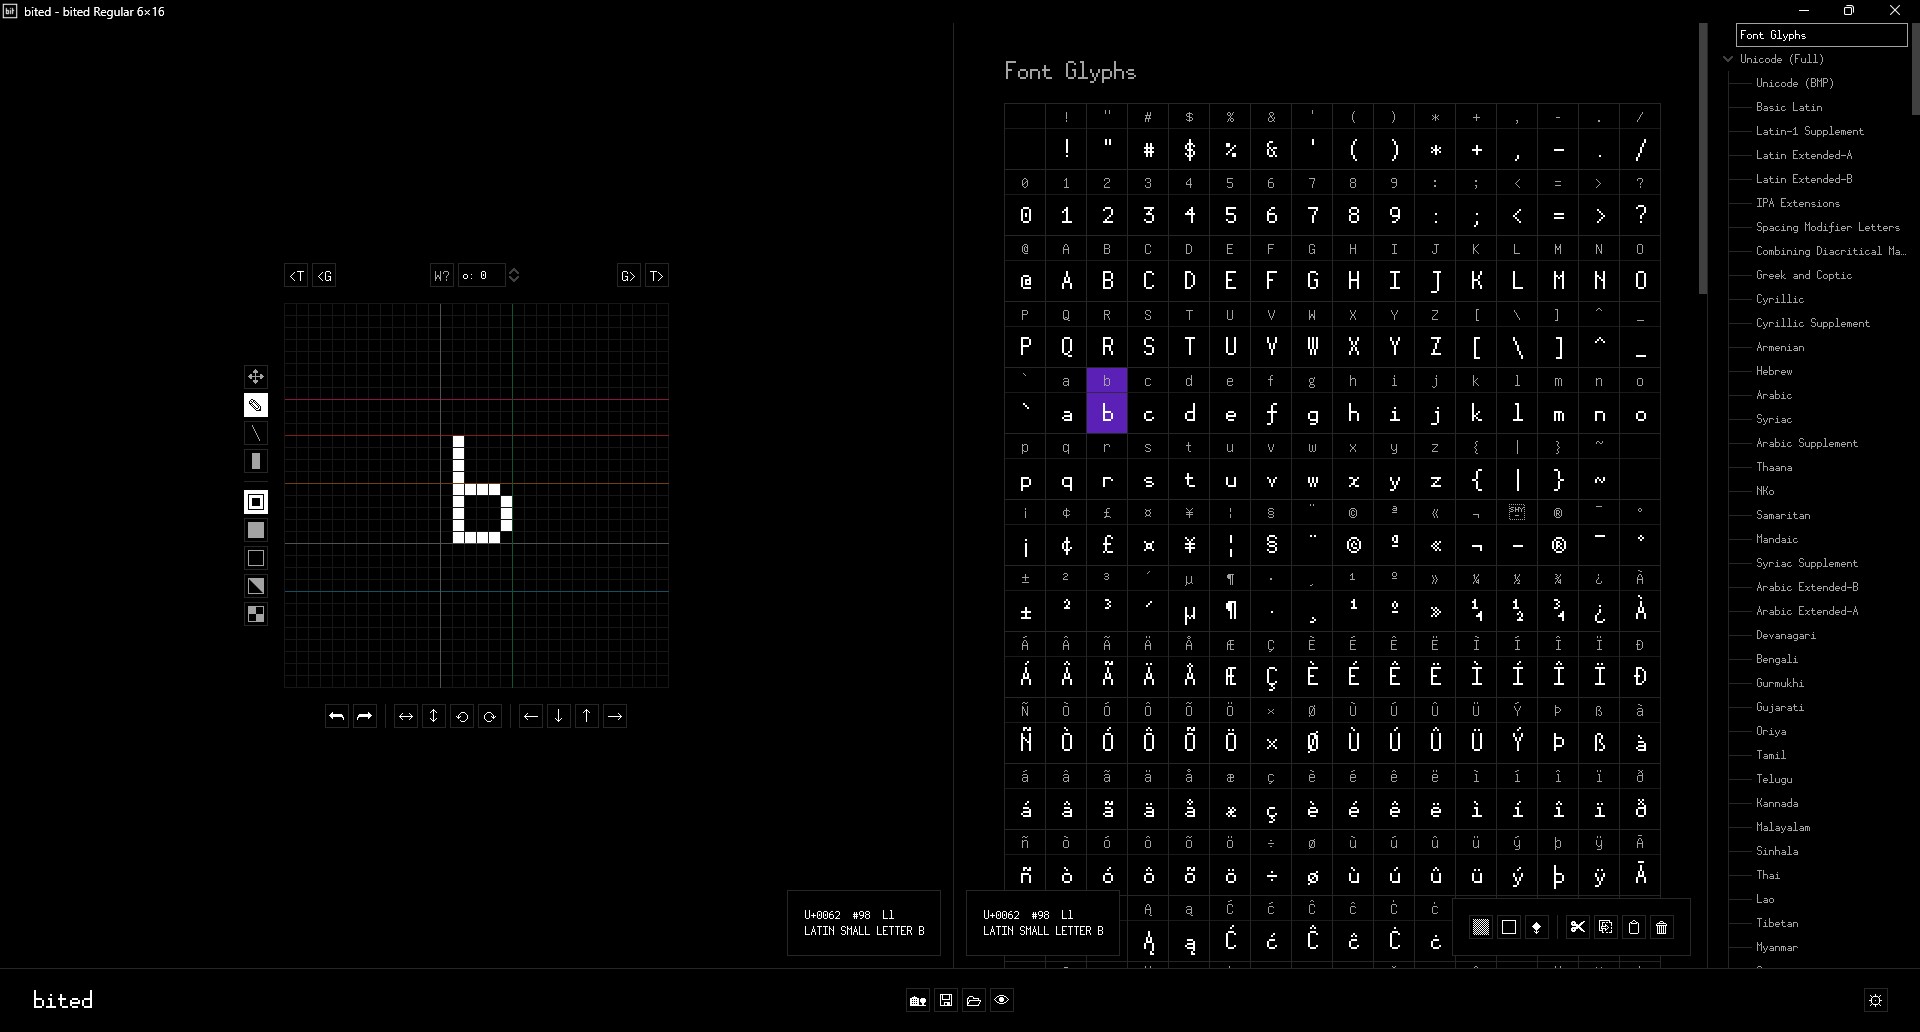 bited - bited Regular 6×16
Font Glyphs
Unicode (Full)
Unicode (BMP)
Basic Latin
Latin-1 Supplement
Latin Extended-A
Latin Extended-B
IPA Extensions
Spacing Modifier Letters
Combining Diacritical Ma…
Greek and Coptic
Cyrillic
Cyrillic Supplement
Armenian
Hebrew
Arabic
Syriac
Arabic Supplement
Thaana
NKo
Samaritan
Mandaic
Syriac Supplement
Arabic Extended-B
Arabic Extended-A
Devanagari
Bengali
Gurmukhi
Gujarati
Oriya
Tamil
Telugu
Kannada
Malayalam
Sinhala
Thai
Lao
Tibetan
Myanmar
<T <G W? o: 0 G> T>
b
Font Glyphs
! " # $ % & ' ( ) * + , - . /
! " # $ % & ' ( ) * + , - . /
0 1 2 3 4 5 6 7 8 9 : ; < = > ?
0 1 2 3 4 5 6 7 8 9 : ; < = > ?
@ A B C D E F G H I J K L M N O
@ A B C D E F G H I J K L M N O
P Q R S T U V W X Y Z [ \ ] ^ _
P Q R S T U V W X Y Z [ \ ] ^ _
` a b c d e f g h i j k l m n o
` a b c d e f g h i j k l m n o
p q r s t u v w x y z { | } ~
p q r s t u v w x y z { | } ~
¡ ¢ £ ¤ ¥ ¦ § ¨ © ª « ¬ SHY ® ¯ °
¡ ¢ £ ¤ ¥ ¦ § ¨ © ª « ¬ - ® ¯ °
± ² ³ ´ µ ¶ · ¸ ¹ º » ¼ ½ ¾ ¿ À
± ² ³ ´ µ ¶ · ¸ ¹ º » ¼ ½ ¾ ¿ À
Á Â Ã Ä Å Æ Ç È É Ê Ë Ì Í Î Ï Ð
Á Â Ã Ä Å Æ Ç È É Ê Ë Ì Í Î Ï Ð
Ñ Ò Ó Ô Õ Ö × Ø Ù Ú Û Ü Ý Þ ß à
Ñ Ò Ó Ô Õ Ö × Ø Ù Ú Û Ü Ý Þ ß à
á â ã ä å æ ç è é ê ë ì í î ï ð
á â ã ä å æ ç è é ê ë ì í î ï ð
ñ ò ó ô õ ö ÷ ø ù ú û ü ý þ ÿ Ā
ñ ò ó ô õ ö ÷ ø ù ú û ü ý þ ÿ Ā
Ą ą Ć ć Ĉ ĉ Ċ ċ
Ą ą Ć ć Ĉ ĉ Ċ ċ
U+0062 #98 Ll
LATIN SMALL LETTER B
U+0062 #98 Ll
LATIN SMALL LETTER B
bited